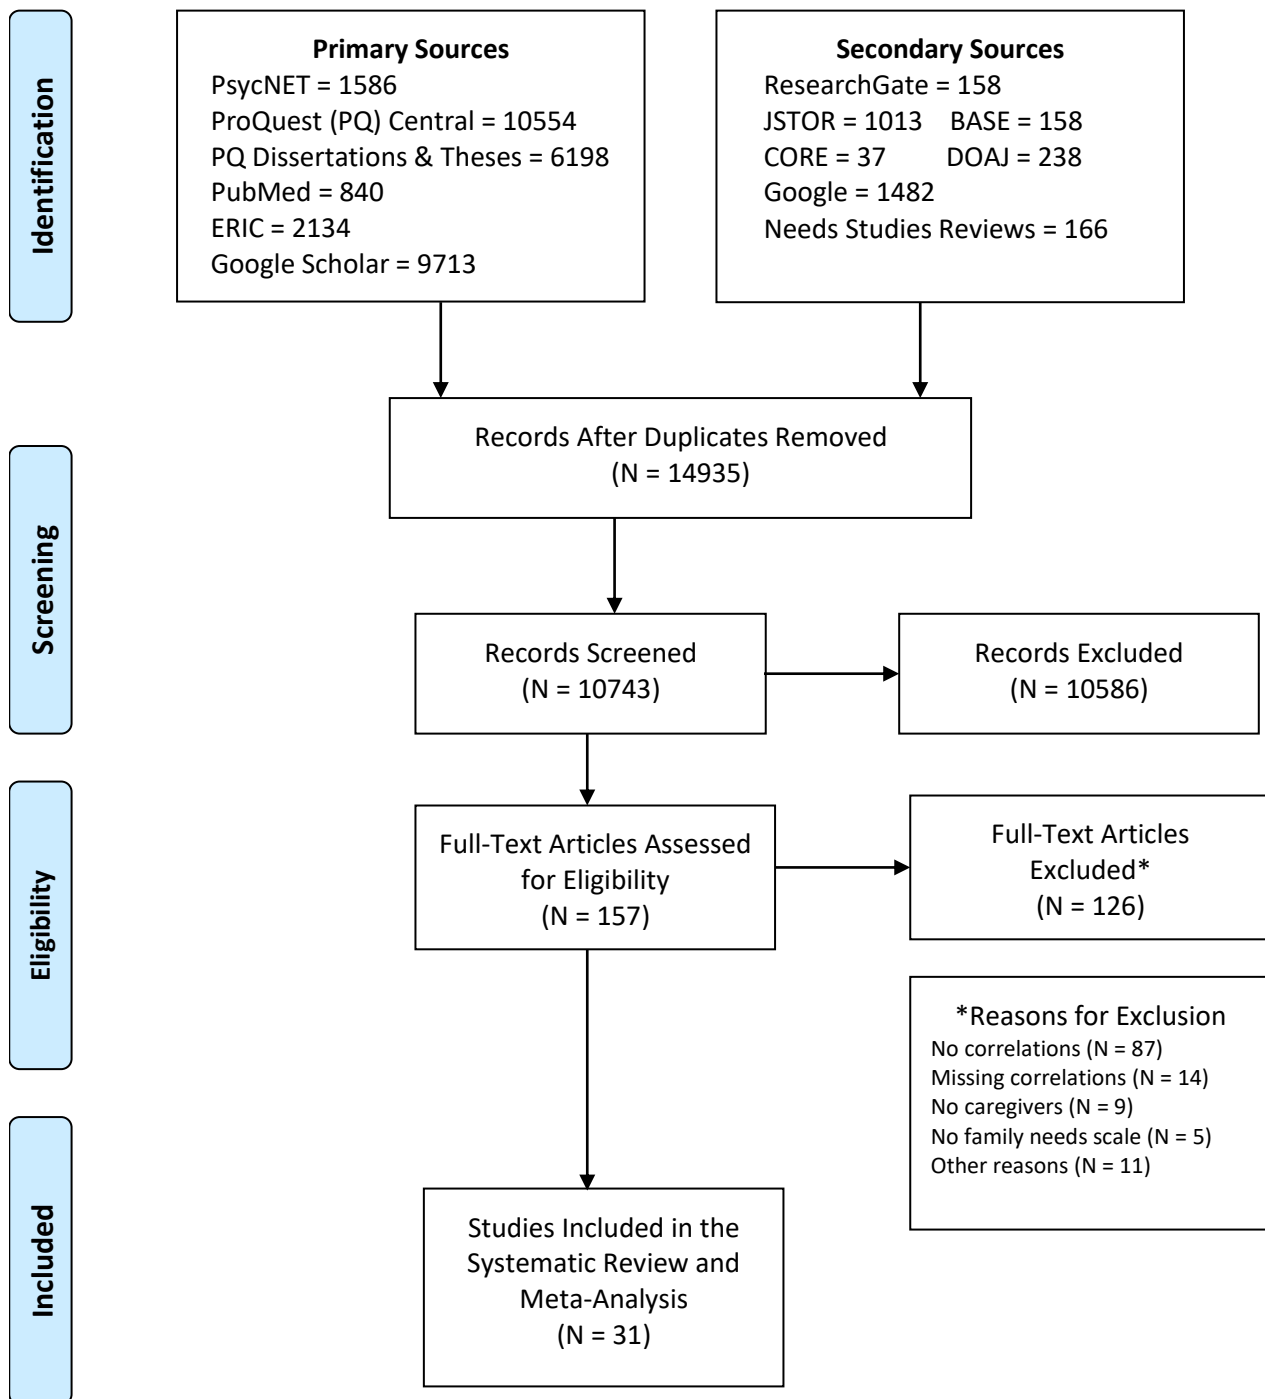 Identification
Primary Sources
PsycNET = 1586
ProQuest (PQ) Central = 10554
PQ Dissertations & Theses = 6198
PubMed = 840
ERIC = 2134
Google Scholar = 9713
Secondary Sources
ResearchGate = 158
JSTOR = 1013 BASE = 158
CORE = 37 DOAJ = 238
Google = 1482
Needs Studies Reviews = 166
Records After Duplicates Removed
(N = 14935)
Screening
Records Screened
(N = 10743)
Records Excluded
(N = 10586)
Eligibility
Full-Text Articles Assessed
for Eligibility
(N = 157)
Full-Text Articles
Excluded*
(N = 126)
*Reasons for Exclusion
No correlations (N = 87)
Missing correlations (N = 14)
No caregivers (N = 9)
No family needs scale (N = 5)
Other reasons (N = 11)
Included
Studies Included in the
Systematic Review and
Meta-Analysis
(N = 31)